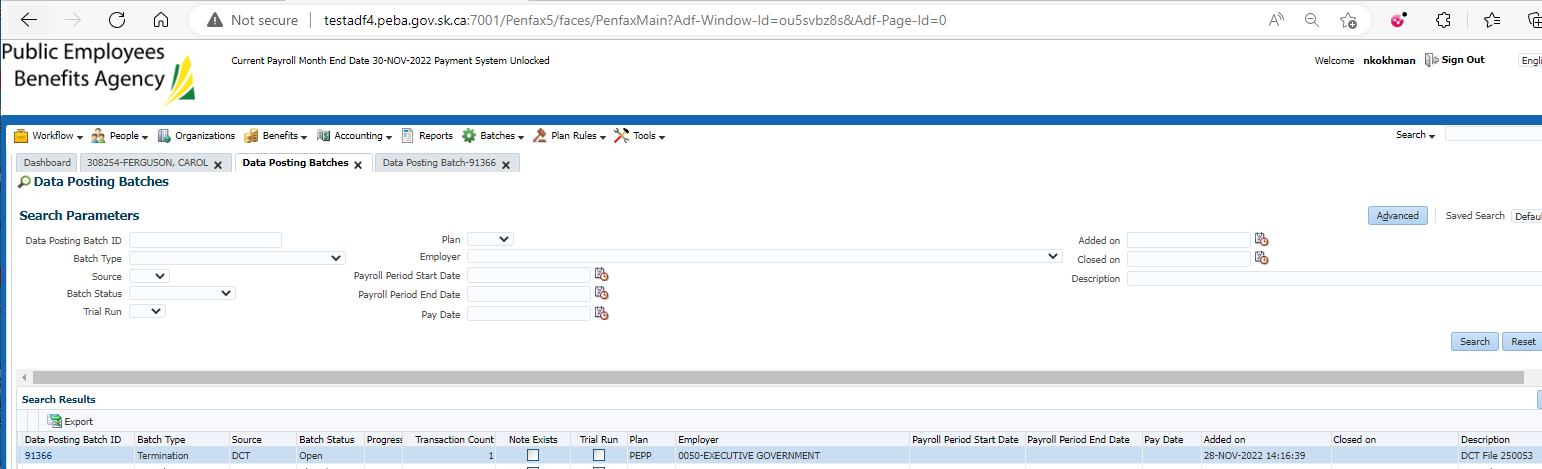 Not secure | testadf4.peba.gov.sk.ca:7001/Penfax5/faces/PenfaxMain?Adf-Window-Id=ou5svbz8s&Adf-Page-Id=0
Public Employees
Benefits Agency
Current Payroll Month End Date 30-NOV-2022 Payment System Unlocked
Welcome nkokhman Sign Out Engli
Workflow People Organizations Benefits Accounting Reports Batches Plan Rules Tools Search
Dashboard 308254-FERGUSON, CAROL Data Posting Batches Data Posting Batch-91366
Data Posting Batches
Search Parameters
Advanced Saved Search Defaul
Data Posting Batch ID Plan Added on
Batch Type Employer Closed on
Source Payroll Period Start Date Description
Batch Status Payroll Period End Date
Trial Run Pay Date
Search Reset
Search Results
Export
Data Posting Batch ID Batch Type Source Batch Status Progress Transaction Count Note Exists Trial Run Plan Employer Payroll Period Start Date Payroll Period End Date Pay Date Added on Closed on Description
91366 Termination DCT Open 1 PEPP 0050-EXECUTIVE GOVERNMENT 28-NOV-2022 14:16:39 DCT File 250053